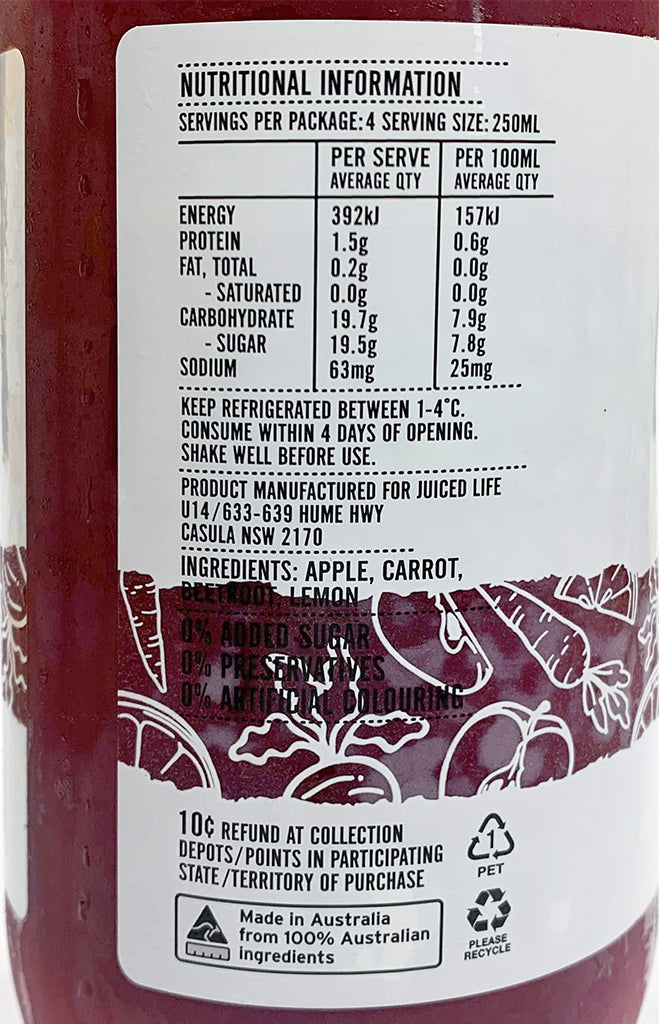 NUTRITIONAL INFORMATION
SERVINGS PER PACKAGE: 4 SERVING SIZE: 250ML
PER SERVE PER 100ML
AVERAGE QTY AVERAGE QTY
ENERGY 392kJ 157kJ
PROTEIN 1.5g 0.6g
FAT, TOTAL 0.2g 0.0g
- SATURATED 0.0g 0.0g
CARBOHYDRATE 19.7g 7.9g
- SUGAR 19.5g 7.8g
SODIUM 63mg 25mg
KEEP REFRIGERATED BETWEEN 1-4°C.
CONSUME WITHIN 4 DAYS OF OPENING.
SHAKE WELL BEFORE USE.
PRODUCT MANUFACTURED FOR JUICED LIFE
U14/633-639 HUME HWY
CASULA NSW 2170
INGREDIENTS: APPLE, CARROT,
BEETROOT, LEMON
0% ADDED SUGAR
0% PRESERVATIVES
0% ARTIFICIAL COLOURING
10¢ REFUND AT COLLECTION
DEPOTS/POINTS IN PARTICIPATING
STATE/TERRITORY OF PURCHASE
1
PET
Made in Australia
from 100% Australian
ingredients
PLEASE
RECYCLE